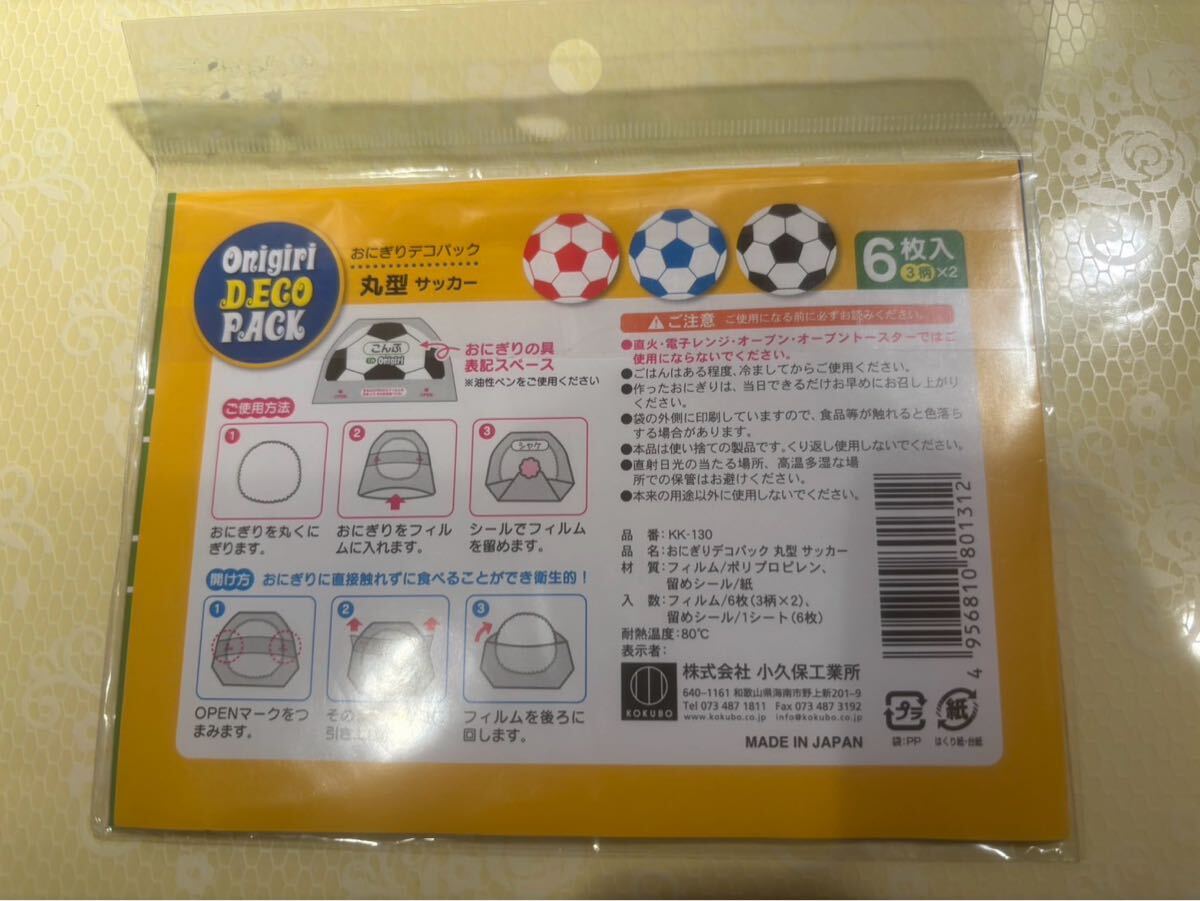 Onigiri
DECO
PACK
おにぎりデコパック
丸型 サッカー
6枚入
3柄×2
こんぶ
Onigiri
OPEN
OPEN
おにぎりの具
表記スペース
※油性ペンをご使用ください
ご使用方法
1
2
3
シャケ
おにぎりを丸くに
ぎります。
おにぎりをフィル
ムに入れます。
シールでフィルム
を留めます。
開け方 おにぎりに直接触れずに食べることができ衛生的!
1
2
3
OPENマークをつ
まみます。
その
引き
フィルムを後ろに
回します。
ご注意 ご使用になる前に必ずお読みください。
●直火・電子レンジ・オーブン・オーブントースターではご
使用にならないでください。
●ごはんはある程度、冷ましてからご使用ください。
●作ったおにぎりは、当日できるだけお早めにお召し上がり
ください。
●袋の外側に印刷していますので、食品等が触れると色落ち
する場合があります。
●本品は使い捨ての製品です。くり返し使用しないでください。
●直射日光の当たる場所、高温多湿な場
所での保管はお避けください。
●本来の用途以外に使用しないでください。
品 番:KK-130
品 名:おにぎりデコパック 丸型 サッカー
材 質:フィルム/ポリプロピレン、
留めシール/紙
入 数:フィルム/6枚(3柄×2)、
留めシール/1シート(6枚)
耐熱温度:80℃
表示者:
KOKUBO
株式会社 小久保工業所
640-1161 和歌山県海南市野上新201-9
Tel 073 487 1811 Fax 073 487 3192
www.kokubo.co.jp info@kokubo.co.jp
MADE IN JAPAN
4 956810 801312
プラ
袋:PP
紙
はくり紙・台紙